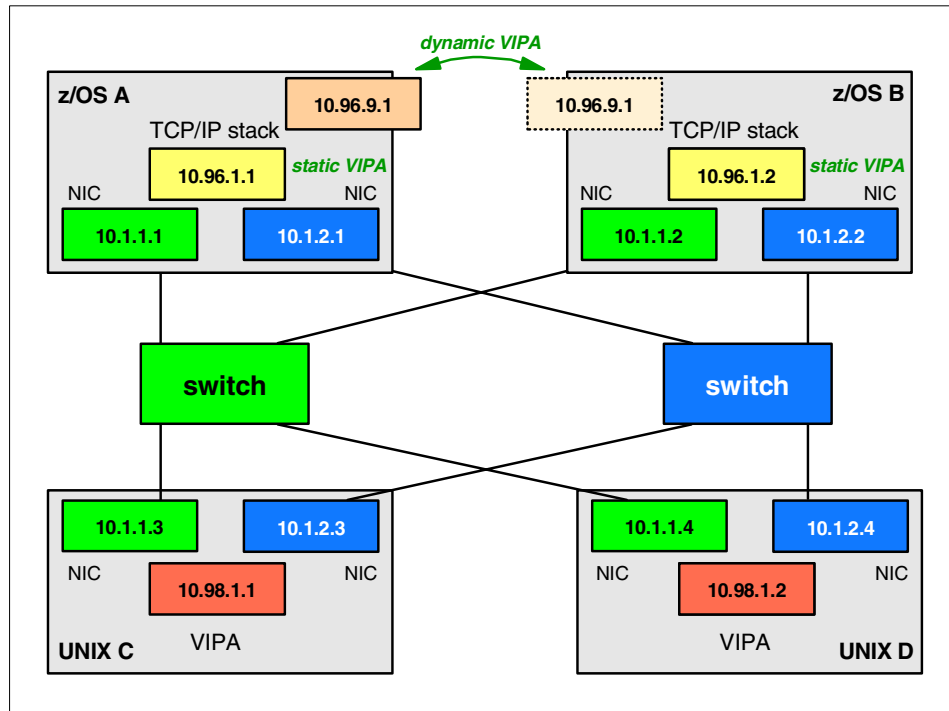 dynamic VIPA
z/OS A
10.96.9.1
10.96.9.1
z/OS B
TCP/IP stack
TCP/IP stack
10.96.1.1
static VIPA
10.96.1.2
static VIPA
NIC
NIC
NIC
NIC
10.1.1.1
10.1.2.1
10.1.1.2
10.1.2.2
switch
switch
10.1.1.3
10.1.2.3
10.1.1.4
10.1.2.4
NIC
NIC
NIC
NIC
10.98.1.1
10.98.1.2
VIPA
VIPA
UNIX C
UNIX D